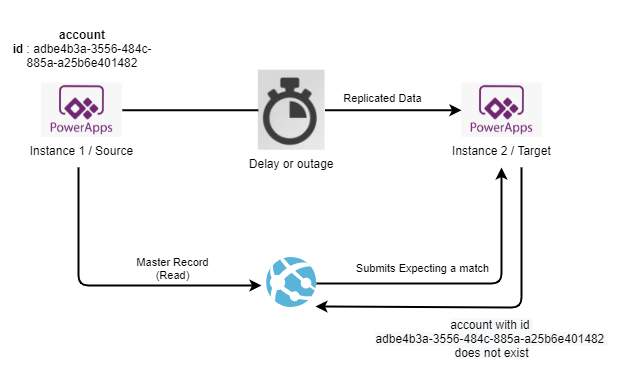 account
id : adbe4b3a-3556-484c-
885a-a25b6e401482
PowerApps
Instance 1 / Source
Delay or outage
Replicated Data
PowerApps
Instance 2 / Target
Master Record
(Read)
Submits Expecting a match
account with id
adbe4b3a-3556-484c-885a-a25b6e401482
does not exist